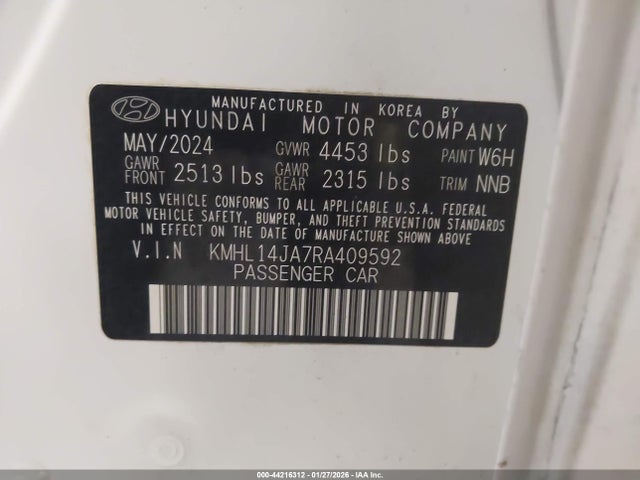 MANUFACTURED IN KOREA BY
HYUNDAI MOTOR COMPANY
MAY/2024 GVWR 4453 lbs PAINT W6H
GAWR FRONT 2513 lbs GAWR REAR 2315 lbs TRIM NNB
THIS VEHICLE CONFORMS TO ALL APPLICABLE U.S.A. FEDERAL
MOTOR VEHICLE SAFETY, BUMPER, AND THEFT PREVENTION STANDARDS
IN EFFECT ON THE DATE OF MANUFACTURE SHOWN ABOVE.
V.I.N KMHL14JA7RA409592
PASSENGER CAR
000-44216312 | 01/27/2026 - IAA Inc.